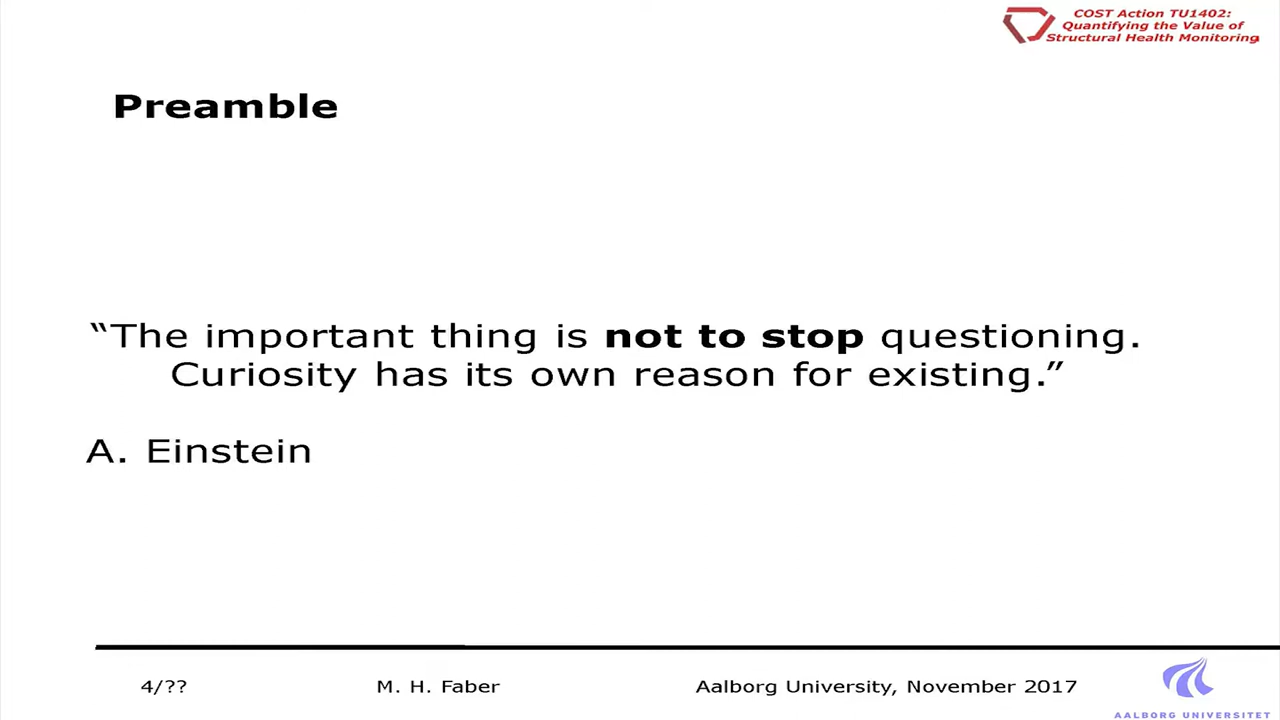 COST Action TU1402:
Quantifying the Value of
Structural Health Monitoring
Preamble
“The important thing is not to stop questioning.
Curiosity has its own reason for existing.”
A. Einstein
4/??
M. H. Faber
Aalborg University, November 2017
AALBORG UNIVERSITET